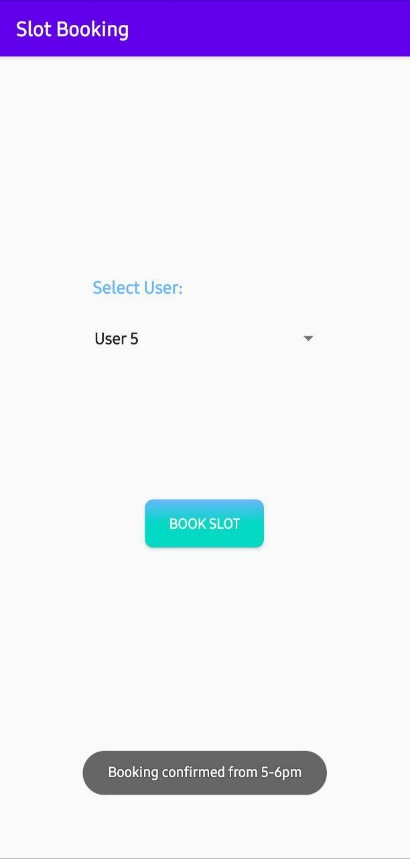 Slot Booking
Select User:
User 5
BOOK SLOT
Booking confirmed from 5-6pm